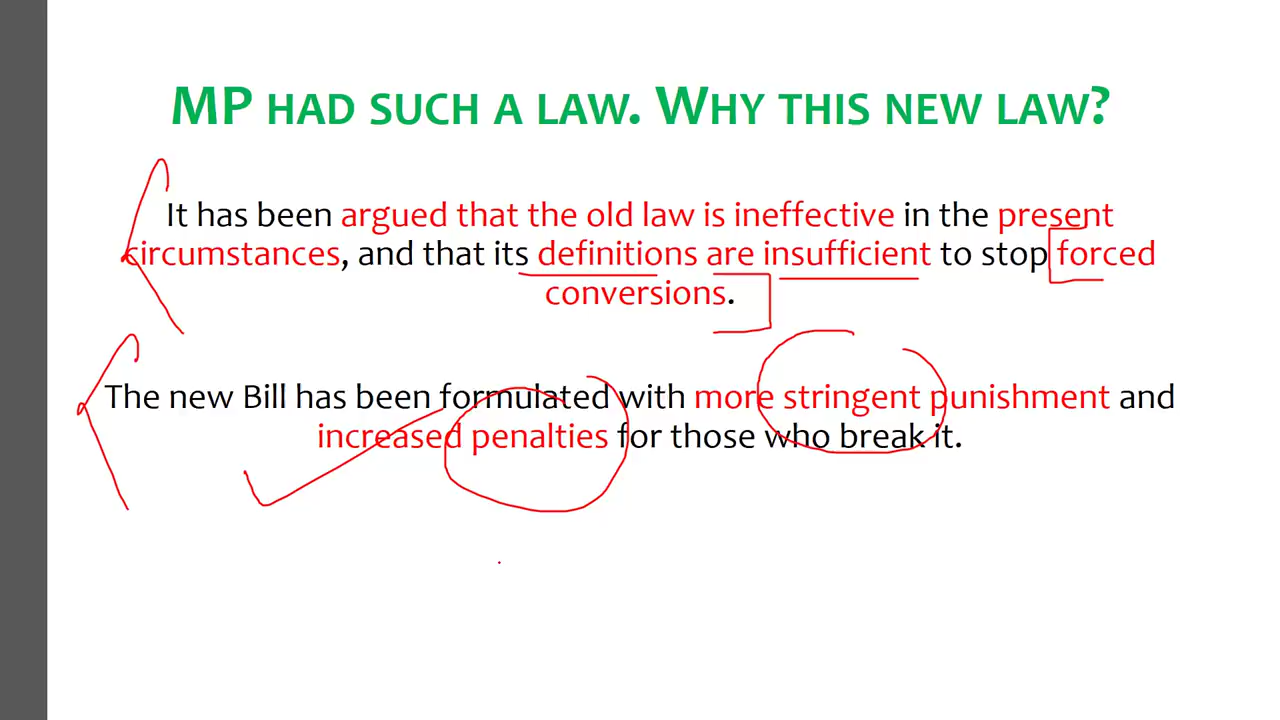 MP HAD SUCH A LAW. WHY THIS NEW LAW?
It has been argued that the old law is ineffective in the present
circumstances, and that its definitions are insufficient to stop forced
conversions.
The new Bill has been formulated with more stringent punishment and
increased penalties for those who break it.